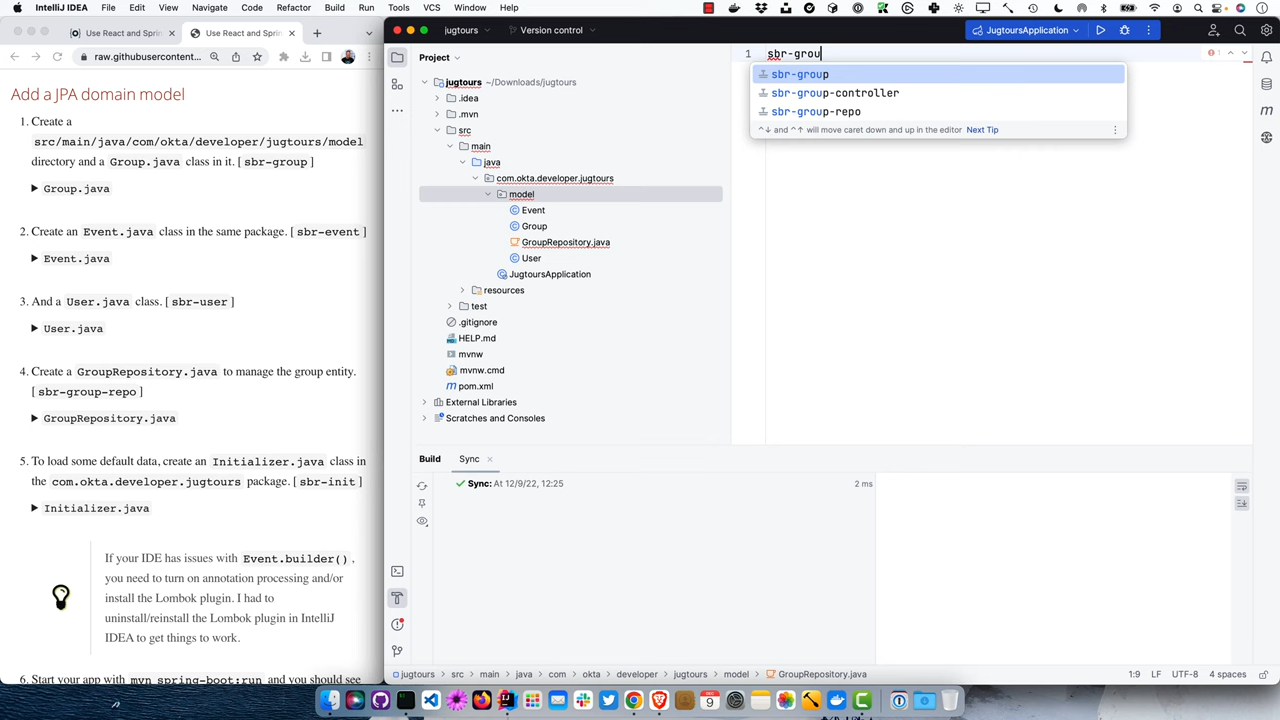 IntelliJ IDEA File Edit View Navigate Code Refactor Build Run Tools VCS Window Help
Use React and Sprin
Use React and Sprin
raw.githubusercontent...
Add a JPA domain model
1. Create a
src/main/java/com/okta/developer/jugtours/model
directory and a Group.java class in it. [ sbr-group ]
Group.java
2. Create an Event.java class in the same package. [ sbr-event ]
Event.java
3. And a User.java class. [ sbr-user ]
User.java
4. Create a GroupRepository.java to manage the group entity.
[ sbr-group-repo ]
GroupRepository.java
5. To load some default data, create an Initializer.java class in
the com.okta.developer.jugtours package. [ sbr-init ]
Initializer.java
If your IDE has issues with Event.builder() ,
you need to turn on annotation processing and/or
install the Lombok plugin. I had to
uninstall/reinstall the Lombok plugin in IntelliJ
IDEA to get things to work.
6. Start your app with mvn spring-boot:run and you should see
jugtours Version control JugtoursApplication
Project
jugtours ~/Downloads/jugtours
.idea
.mvn
src
main
java
com.okta.developer.jugtours
model
Event
Group
GroupRepository.java
User
JugtoursApplication
resources
test
.gitignore
HELP.md
mvnw
mvnw.cmd
pom.xml
External Libraries
Scratches and Consoles
1 sbr-grou
1
sbr-group
sbr-group-controller
sbr-group-repo
^↓ and ^↑ will move caret down and up in the editor Next Tip
Build Sync
Sync: At 12/9/22, 12:25 2 ms
jugtours > src > main > java > com > okta > developer > jugtours > model > GroupRepository.java 1:9 LF UTF-8 4 spaces